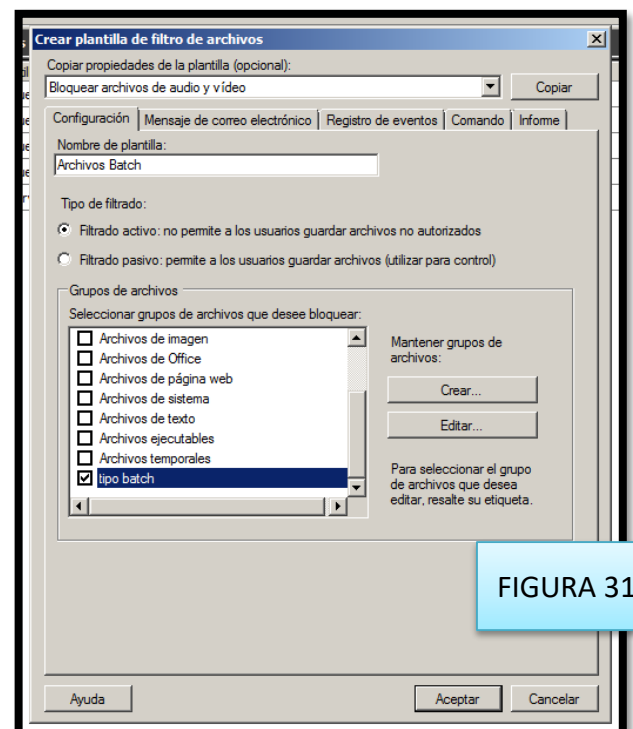 Crear plantilla de filtro de archivos
Copiar propiedades de la plantilla (opcional):
Bloquear archivos de audio y vídeo
Copiar
Configuración
Mensaje de correo electrónico
Registro de eventos
Comando
Informe
Nombre de plantilla:
Archivos Batch
Tipo de filtrado:
Filtrado activo: no permite a los usuarios guardar archivos no autorizados
Filtrado pasivo: permite a los usuarios guardar archivos (utilizar para control)
Grupos de archivos
Seleccionar grupos de archivos que desee bloquear:
Archivos de imagen
Archivos de Office
Archivos de página web
Archivos de sistema
Archivos de texto
Archivos ejecutables
Archivos temporales
tipo batch
Mantener grupos de
archivos:
Crear...
Editar...
Para seleccionar el grupo
de archivos que desea
editar, resalte su etiqueta.
FIGURA 31
Ayuda
Aceptar
Cancelar